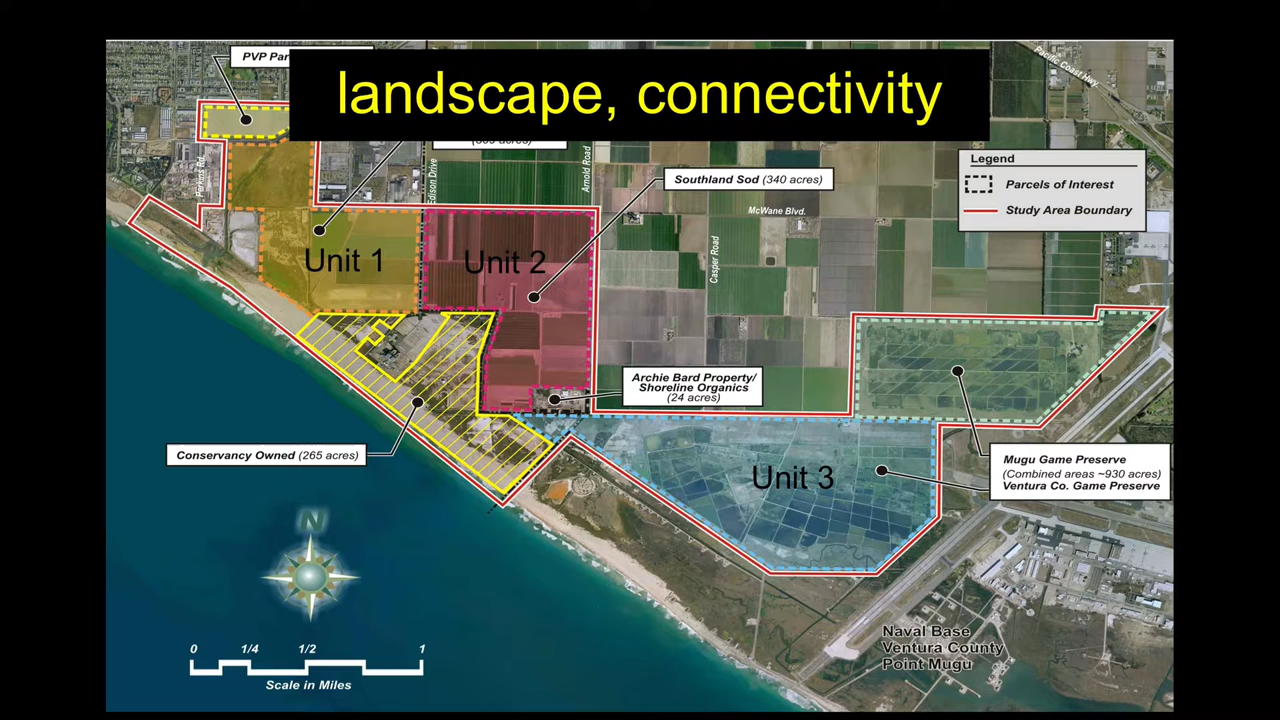 landscape, connectivity
PVP Par
Pacific Coast Hwy.
Perkins Rd.
Edison Drive
Arnold Road
Southland Sod (340 acres)
McWane Blvd.
Casper Road
Legend
Parcels of Interest
Study Area Boundary
Unit 1
Unit 2
Archie Bard Property/
Shoreline Organics
(24 acres)
Conservancy Owned (265 acres)
Unit 3
Mugu Game Preserve
(Combined areas ~930 acres)
Ventura Co. Game Preserve
N
Naval Base
Ventura County
Point Mugu
0 1/4 1/2 1
Scale in Miles